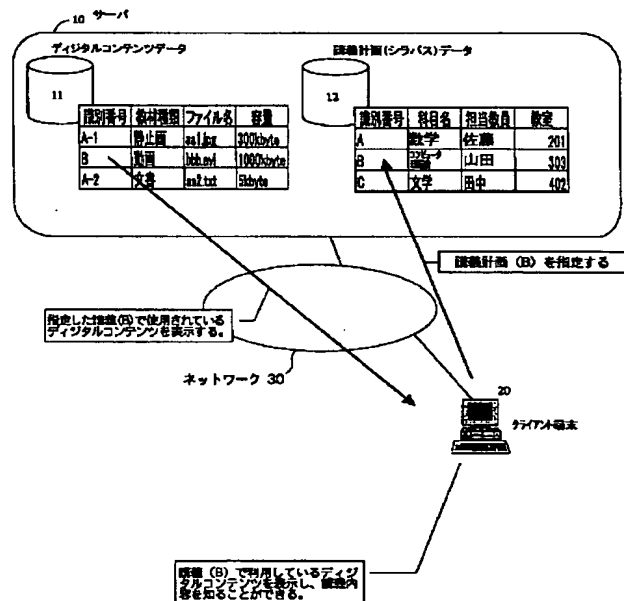 10 サーバ
ディジタルコンテンツデータ
11
識別番号 教材種類 ファイル名 容量
A-1 静止画 aa1.jpg 300kbyte
B 動画 bbb.avi 1000kbyte
A-2 文書 aa2.txt 5kbyte
講義計画(シラバス)データ
12
識別番号 科目名 担当教員 教室
A 数学 佐藤 201
B コンピュータ 山田 303
C 文学 田中 402
講義計画 (B) を指定する
指定した講義(B)で使用されている
ディジタルコンテンツを表示する。
ネットワーク 30
20
クライアント端末
講義 (B) で利用しているディジ
タルコンテンツを表示し、講義内
容を知ることができる。